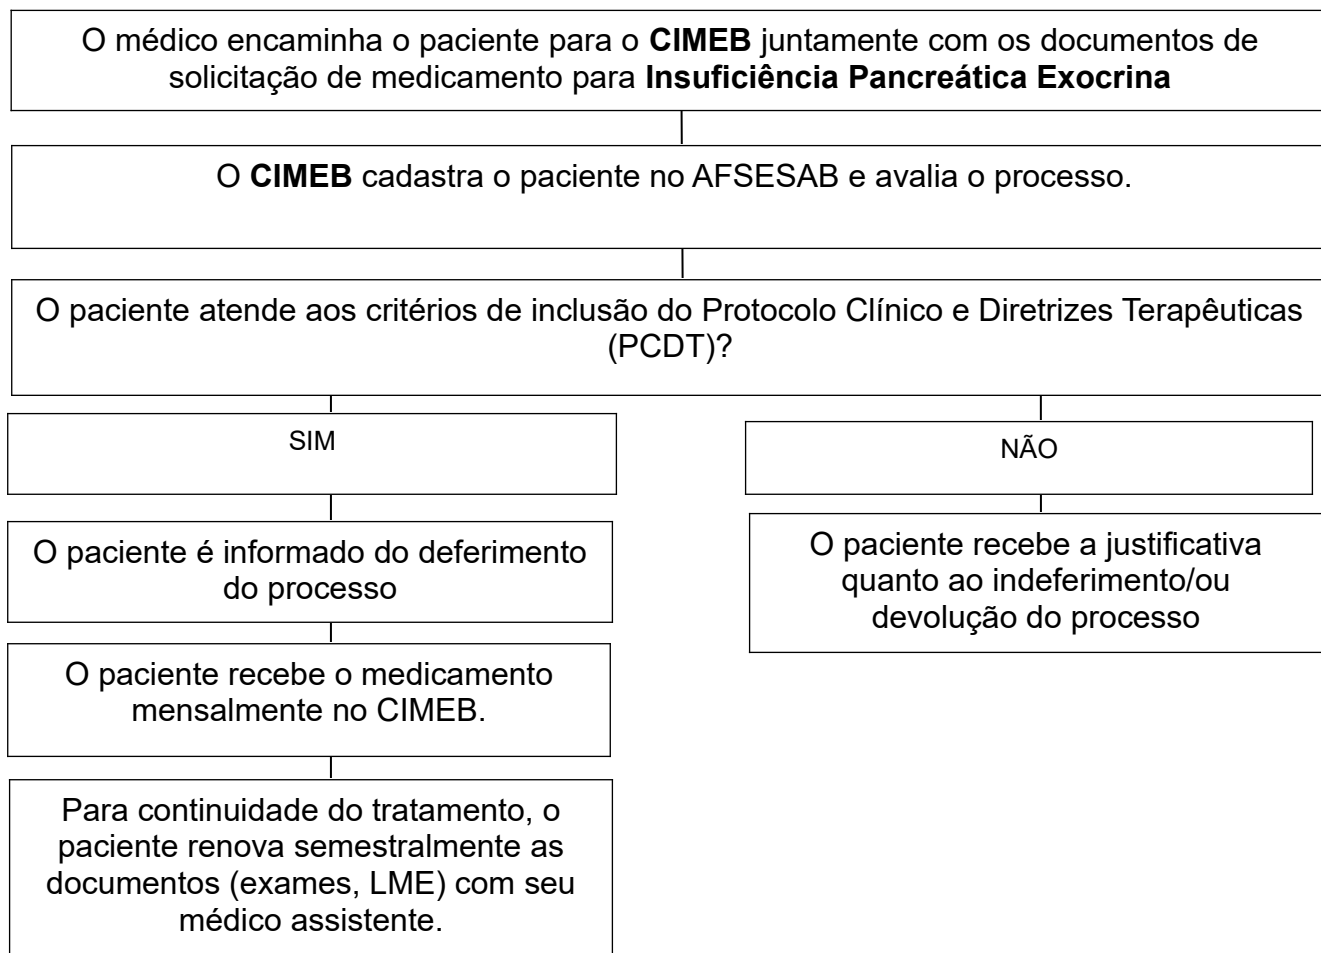 O médico encaminha o paciente para o CIMEB juntamente com os documentos de
solicitação de medicamento para Insuficiência Pancreática Exocrina
O CIMEB cadastra o paciente no AFSESAB e avalia o processo.
O paciente atende aos critérios de inclusão do Protocolo Clínico e Diretrizes Terapêuticas
(PCDT)?
SIM
O paciente é informado do deferimento
do processo
O paciente recebe o medicamento
mensalmente no CIMEB.
Para continuidade do tratamento, o
paciente renova semestralmente as
documentos (exames, LME) com seu
médico assistente.
NÃO
O paciente recebe a justificativa
quanto ao indeferimento/ou
devolução do processo